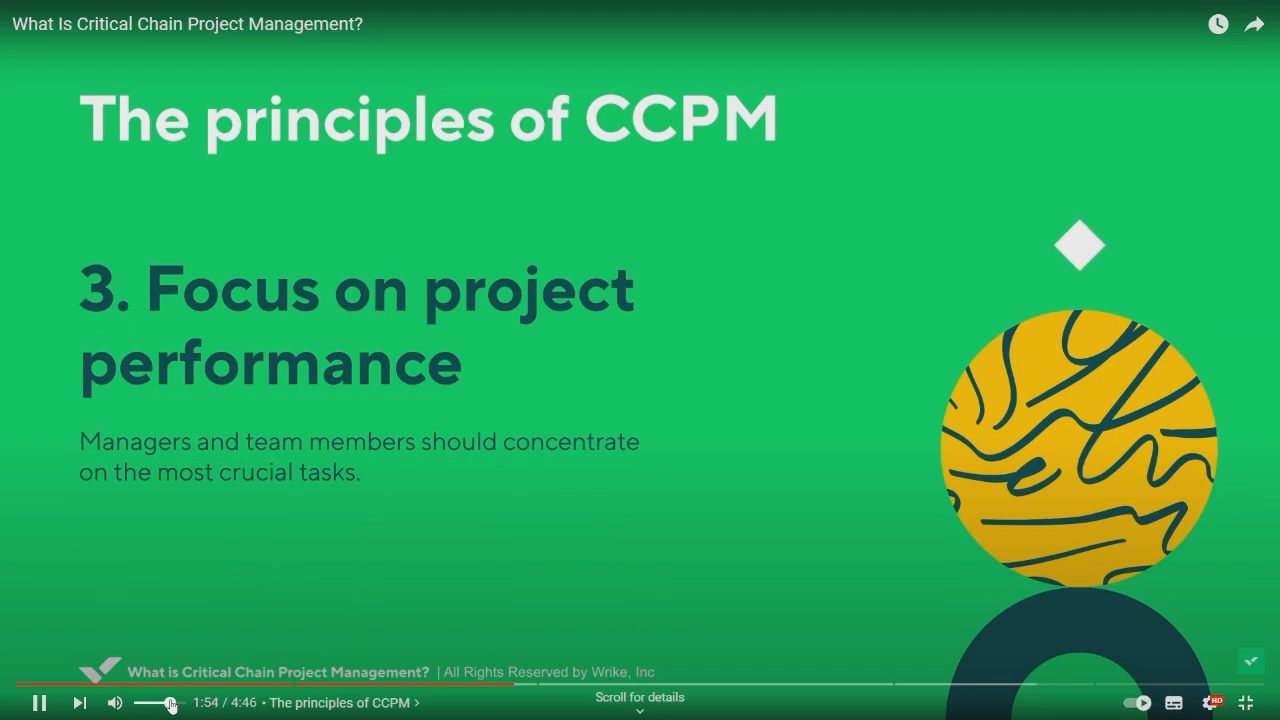 What Is Critical Chain Project Management?
The principles of CCPM
3. Focus on project
performance
Managers and team members should concentrate
on the most crucial tasks.
What is Critical Chain Project Management? | All Rights Reserved by Wrike, Inc
1:54 / 4:46 • The principles of CCPM >
Scroll for details
HD